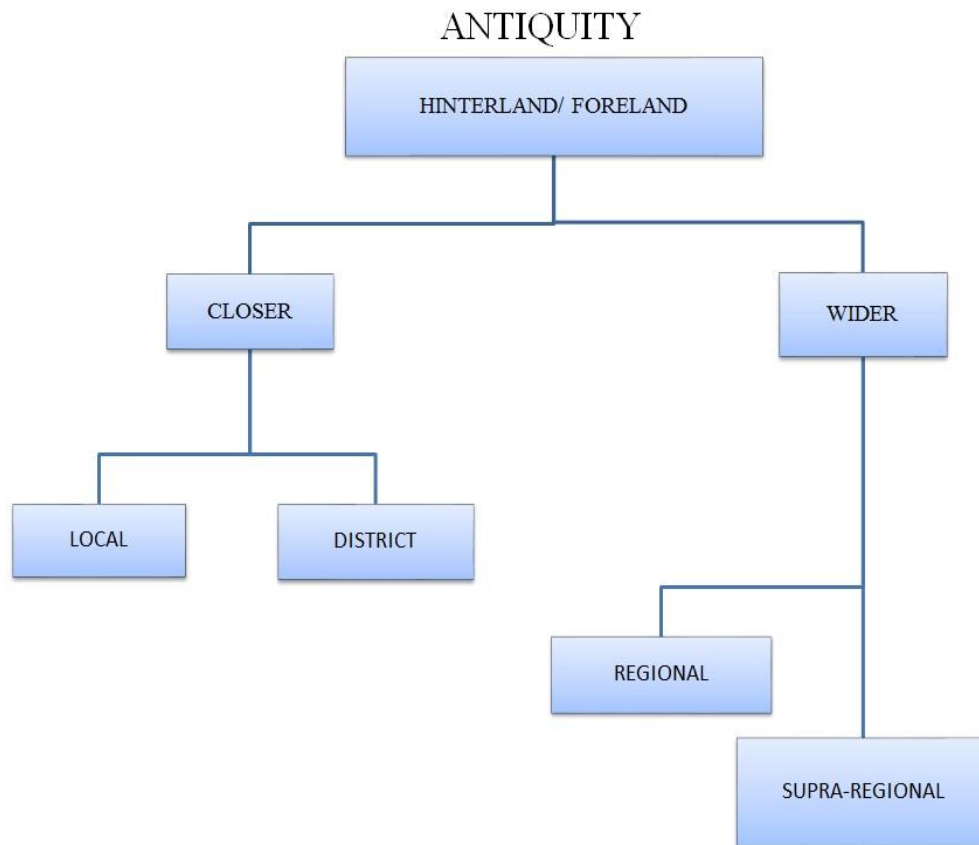 ANTIQUITY
HINTERLAND/ FORELAND
CLOSER
WIDER
LOCAL
DISTRICT
REGIONAL
SUPRA-REGIONAL